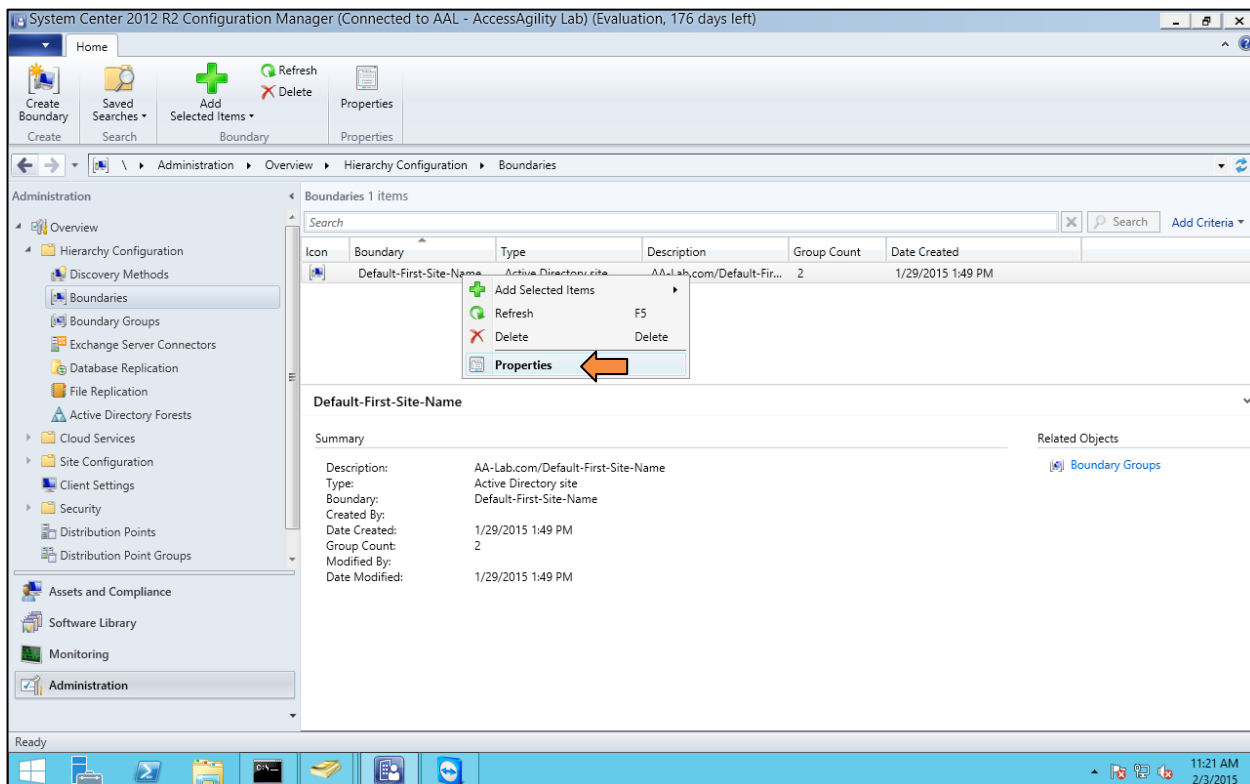 System Center 2012 R2 Configuration Manager (Connected to AAL - AccessAgility Lab) (Evaluation, 176 days left)
Home
Create Boundary
Saved Searches
Add Selected Items
Refresh
Delete
Properties
Create
Search
Boundary
Properties
\ Administration Overview Hierarchy Configuration Boundaries
Administration
Overview
Hierarchy Configuration
Discovery Methods
Boundaries
Boundary Groups
Exchange Server Connectors
Database Replication
File Replication
Active Directory Forests
Cloud Services
Site Configuration
Client Settings
Security
Distribution Points
Distribution Point Groups
Assets and Compliance
Software Library
Monitoring
Administration
Boundaries 1 items
Search
Search
Add Criteria
Icon Boundary Type Description Group Count Date Created
Default-First-Site-Name Active Directory site AA-Lab.com/Default-Fir... 2 1/29/2015 1:49 PM
Add Selected Items
Refresh F5
Delete Delete
Properties
Default-First-Site-Name
Summary
Description: AA-Lab.com/Default-First-Site-Name
Type: Active Directory site
Boundary: Default-First-Site-Name
Created By:
Date Created: 1/29/2015 1:49 PM
Group Count: 2
Modified By:
Date Modified: 1/29/2015 1:49 PM
Related Objects
Boundary Groups
Ready
11:21 AM
2/3/2015